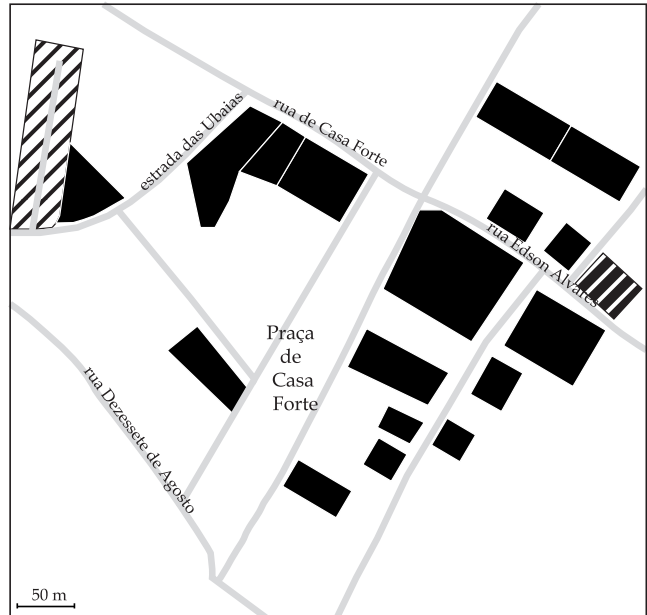 estrada das Ubaias
rua de Casa Forte
rua Edson Alvares
Praça
de
Casa
Forte
rua Dezessete de Agosto
50 m